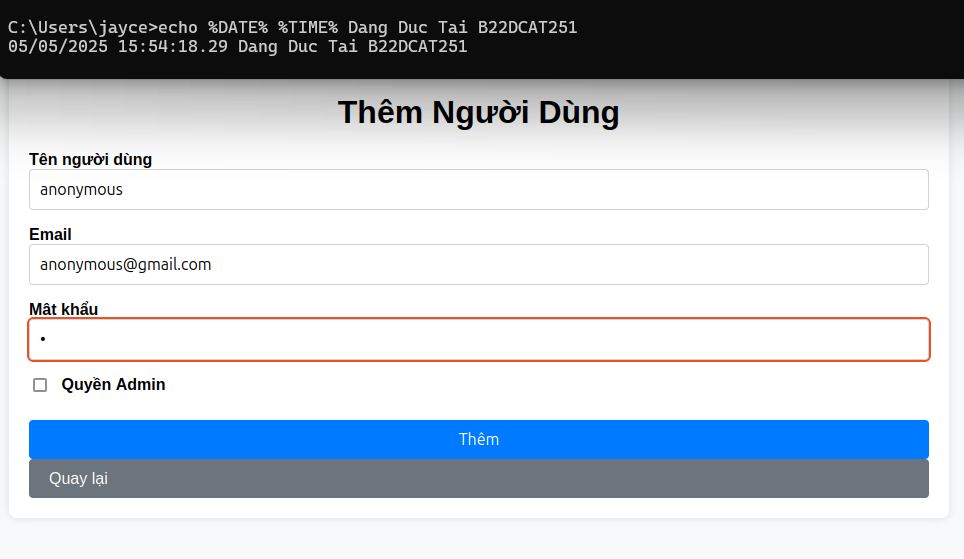 C:\Users\jayce>echo %DATE% %TIME% Dang Duc Tai B22DCAT251
05/05/2025 15:54:18.29 Dang Duc Tai B22DCAT251
Thêm Người Dùng
Tên người dùng
anonymous
Email
anonymous@gmail.com
Mật khẩu
•
Quyền Admin
Thêm
Quay lại